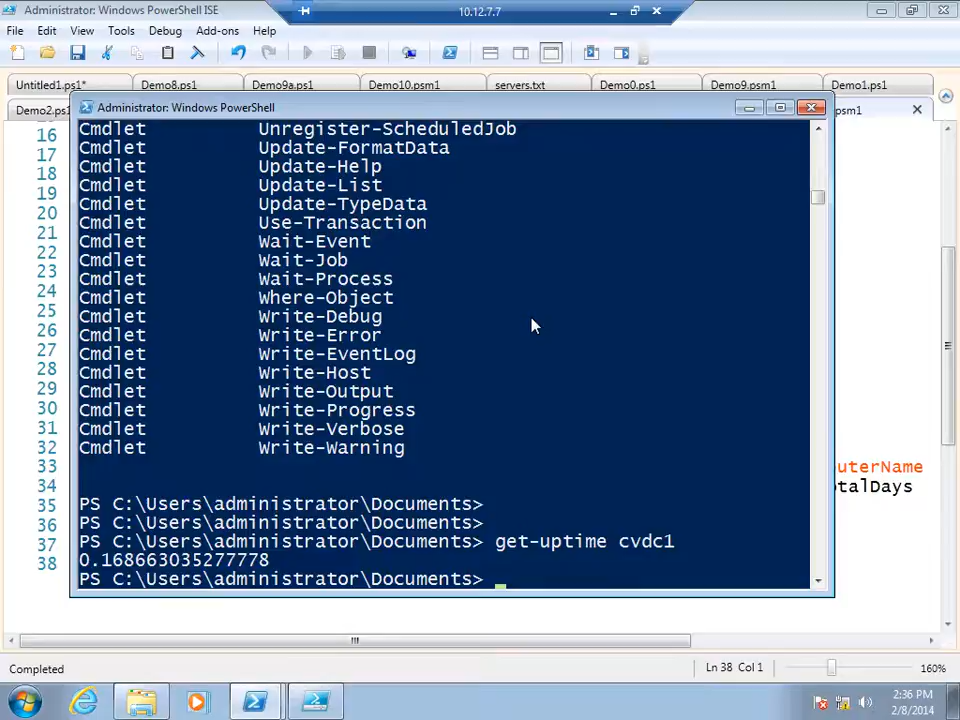 Administrator: Windows PowerShell ISE
10.12.7.7
File Edit View Tools Debug Add-ons Help
Untitled1.ps1* Demo8.ps1 Demo9a.ps1 Demo10.psm1 servers.txt Demo0.ps1 Demo9.psm1 Demo1.ps1
Demo2.ps1 Administrator: Windows PowerShell psm1
16 Cmdlet Unregister-ScheduledJob
17 Cmdlet Update-FormatData
18 Cmdlet Update-Help
19 Cmdlet Update-List
20 Cmdlet Update-TypeData
21 Cmdlet Use-Transaction
22 Cmdlet Wait-Event
23 Cmdlet Wait-Job
24 Cmdlet Wait-Process
25 Cmdlet Where-Object
26 Cmdlet Write-Debug
27 Cmdlet Write-Error
28 Cmdlet Write-EventLog
29 Cmdlet Write-Host
30 Cmdlet Write-Output
31 Cmdlet Write-Progress
32 Cmdlet Write-Verbose
Cmdlet Write-Warning
33 uterName
34 talDays
35 PS C:\Users\administrator\Documents>
36 PS C:\Users\administrator\Documents>
37 PS C:\Users\administrator\Documents> get-uptime cvdc1
38 0.168663035277778
PS C:\Users\administrator\Documents>
Completed Ln 38 Col 1 160%
2:36 PM
2/8/2014